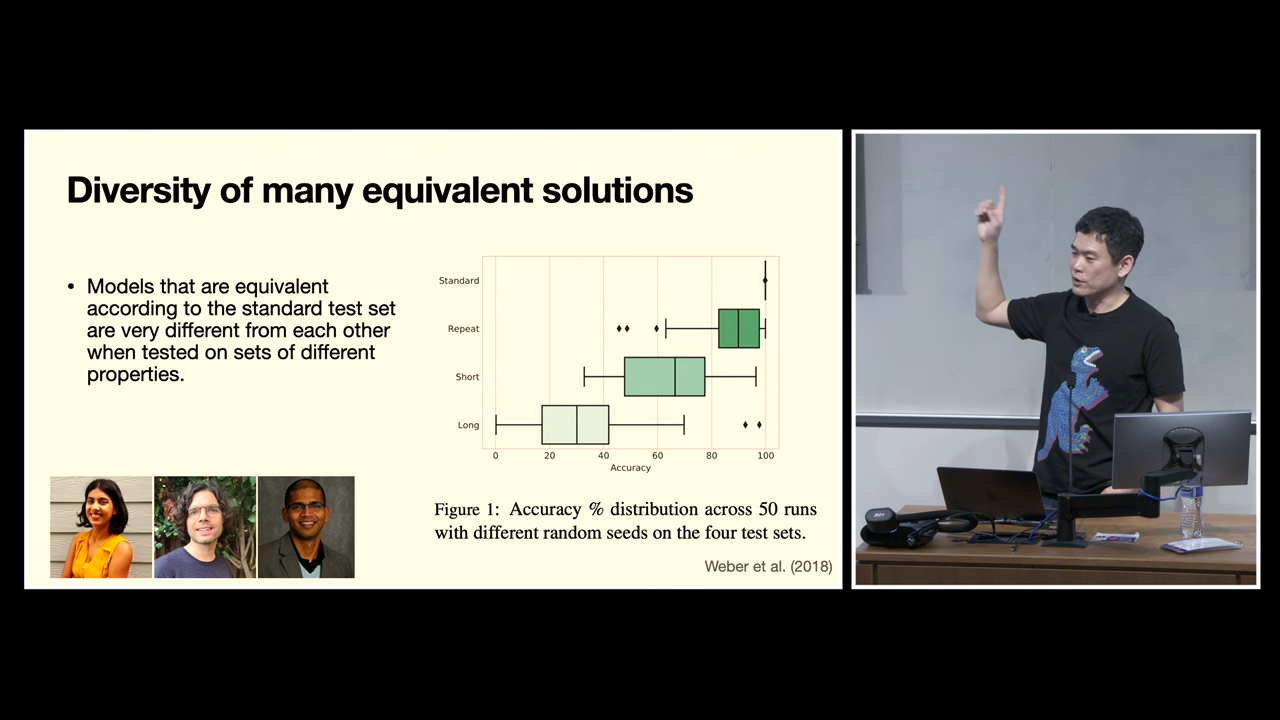 Diversity of many equivalent solutions
• Models that are equivalent
according to the standard test set
are very different from each other
when tested on sets of different
properties.
Standard
Repeat
Short
Long
0 20 40 60 80 100
Accuracy
Figure 1: Accuracy % distribution across 50 runs
with different random seeds on the four test sets.
Weber et al. (2018)